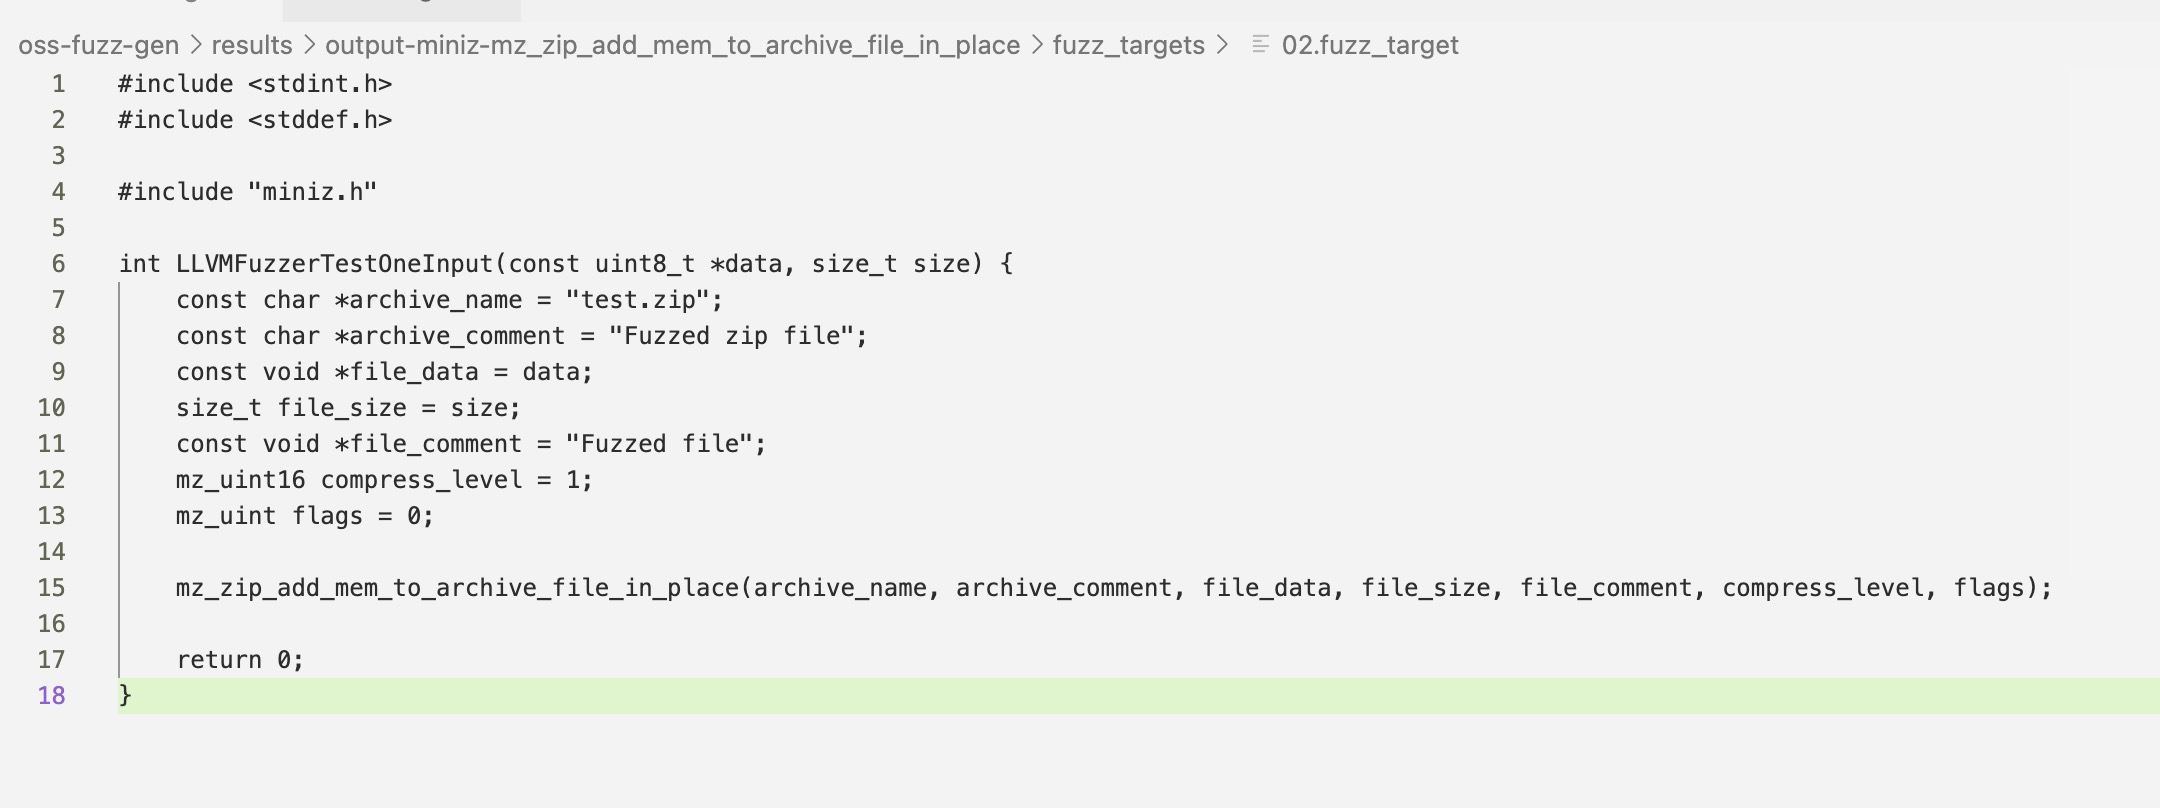 oss-fuzz-gen > results > output-miniz-mz_zip_add_mem_to_archive_file_in_place > fuzz_targets > 02.fuzz_target
1 #include <stdint.h>
2 #include <stddef.h>
3
4 #include "miniz.h"
5
6 int LLVMFuzzerTestOneInput(const uint8_t *data, size_t size) {
7     const char *archive_name = "test.zip";
8     const char *archive_comment = "Fuzzed zip file";
9     const void *file_data = data;
10     size_t file_size = size;
11     const void *file_comment = "Fuzzed file";
12     mz_uint16 compress_level = 1;
13     mz_uint flags = 0;
14
15     mz_zip_add_mem_to_archive_file_in_place(archive_name, archive_comment, file_data, file_size, file_comment, compress_level, flags);
16
17     return 0;
18 }